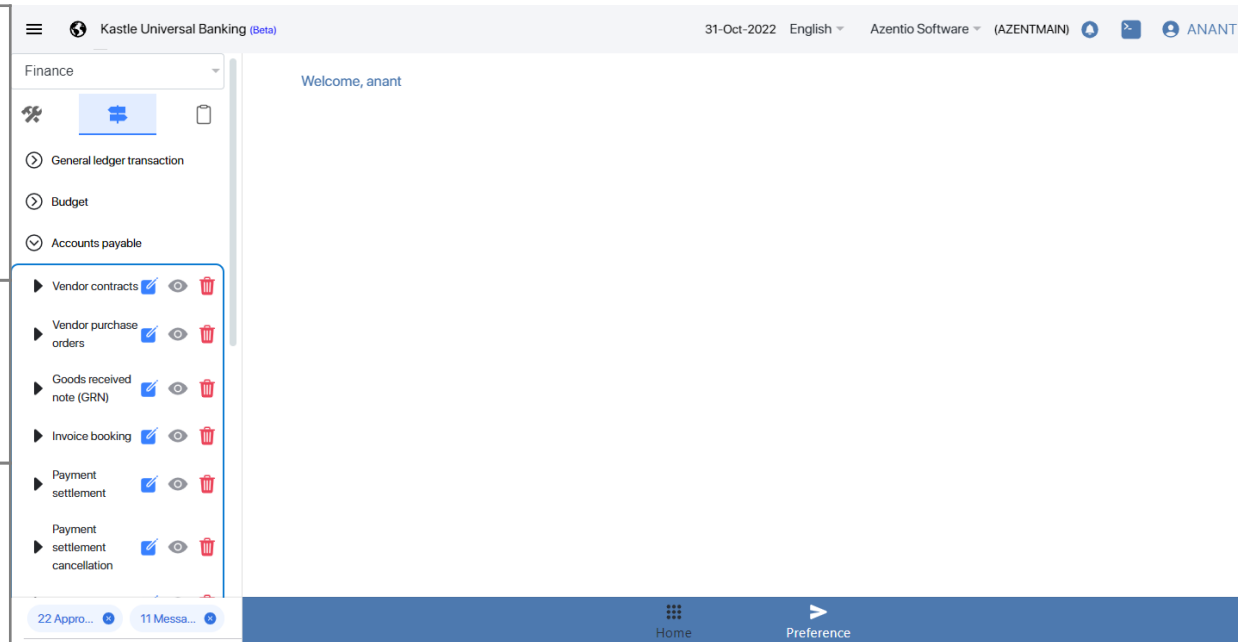 Kastle Universal Banking (Beta)
31-Oct-2022 English Azentio Software (AZENTMAIN) ANANT
Finance
Welcome, anant
General ledger transaction
Budget
Accounts payable
Vendor contracts
Vendor purchase
orders
Goods received
note (GRN)
Invoice booking
Payment
settlement
Payment
settlement
cancellation
22 Appro...
11 Messa...
Home
Preference